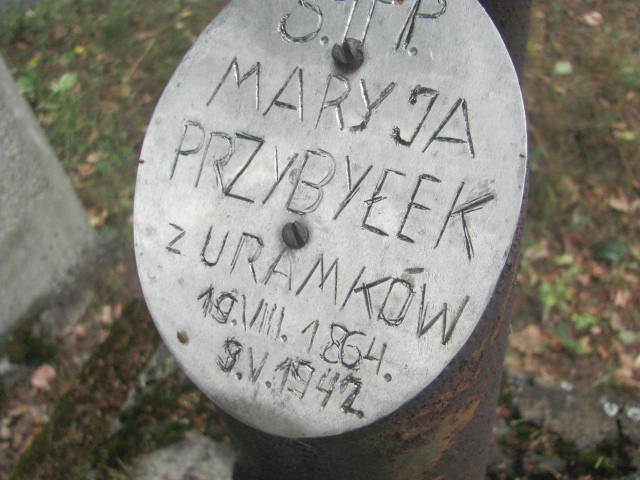 Ś.†P.
MARYJA
PRZYBYŁEK
z URAMKÓW
19.VIII. 1864.
9.V.1942